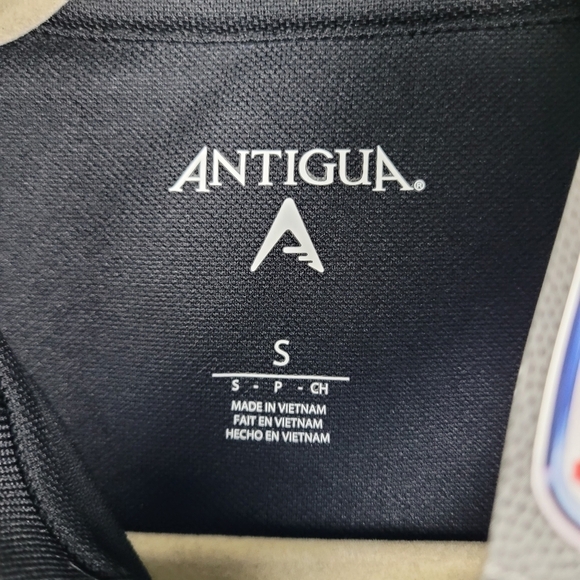 ANTIGUA®
S
S - P - CH
MADE IN VIETNAM
FAIT EN VIETNAM
HECHO EN VIETNAM